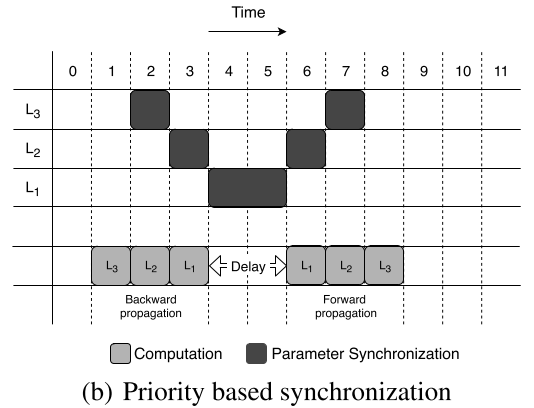 Time
0 1 2 3 4 5 6 7 8 9 10 11
L3
L2
L1
L3 L2 L1 Delay L1 L2 L3
Backward propagation
Forward propagation
Computation Parameter Synchronization
(b) Priority based synchronization